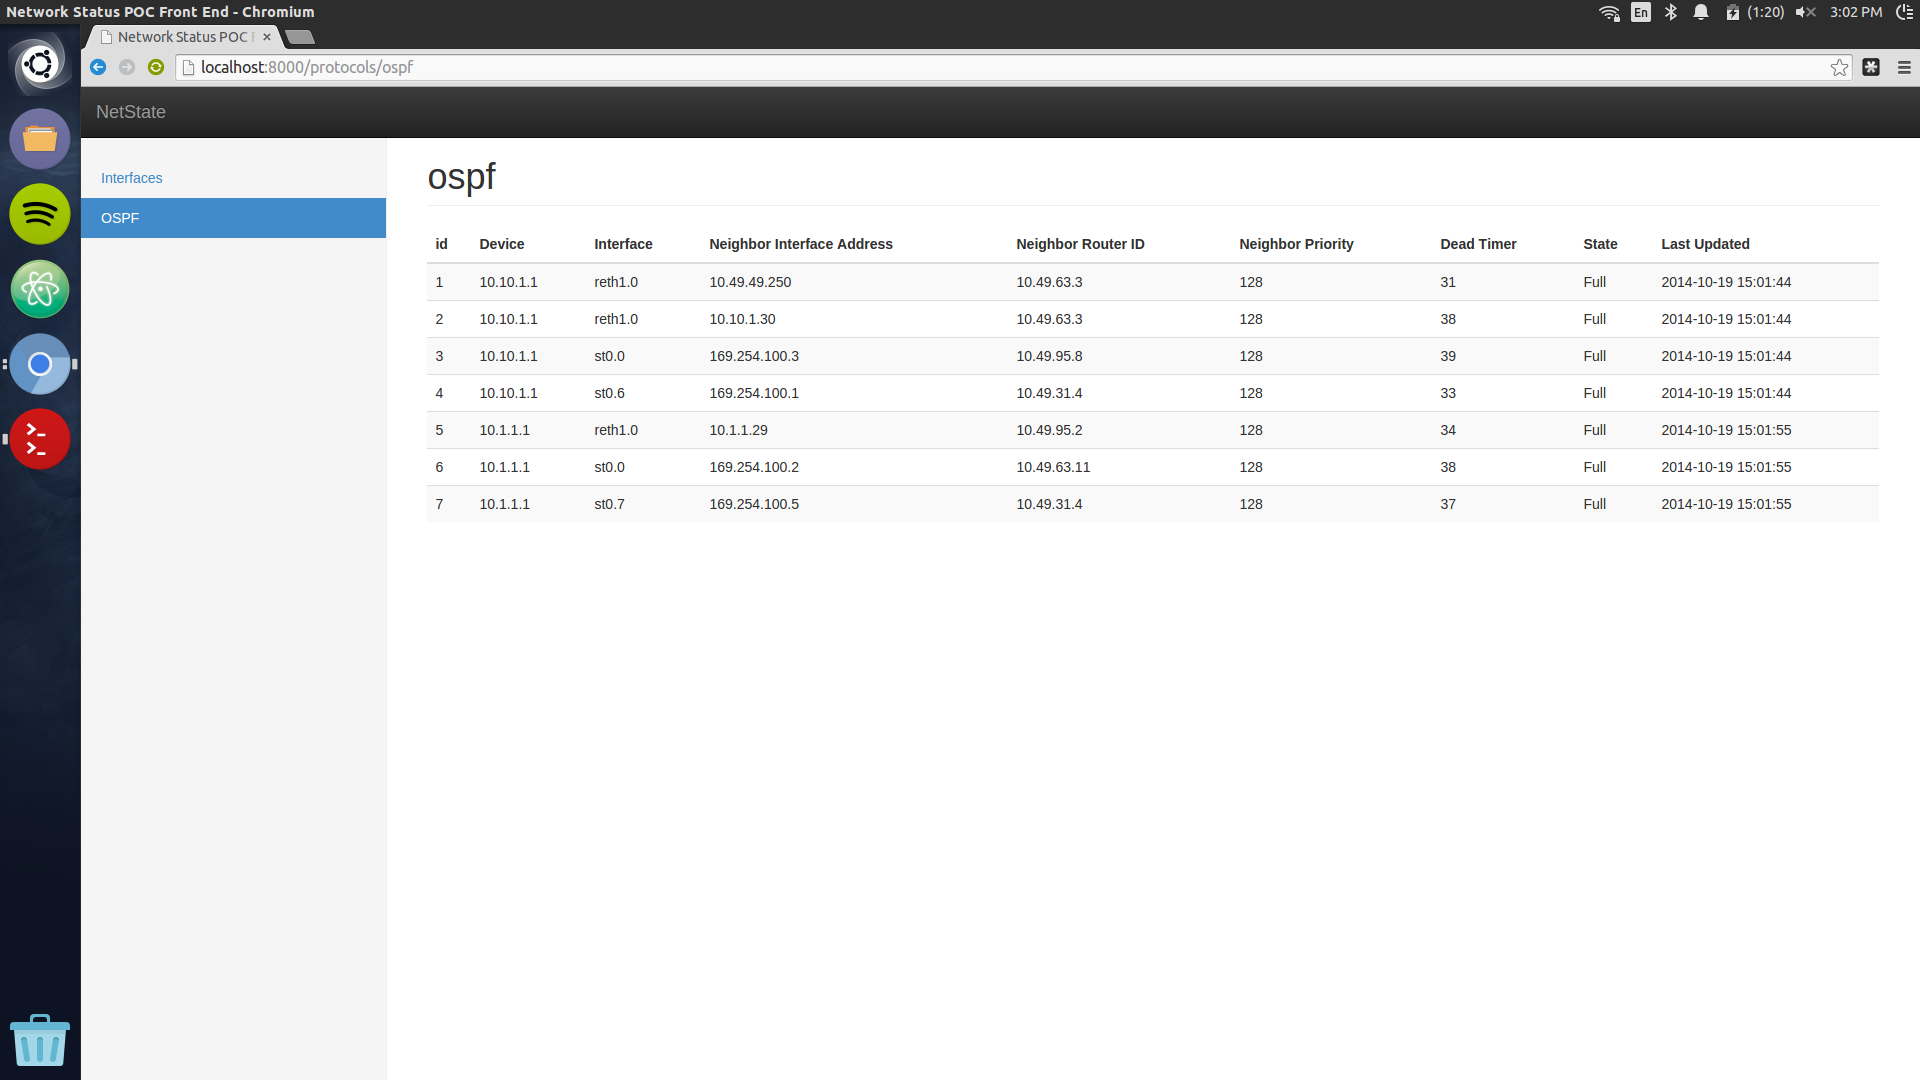 Network Status POC Front End - Chromium
En (1:20) 3:02 PM
Network Status POC
localhost:8000/protocols/ospf
NetState
Interfaces
OSPF
ospf
id Device Interface Neighbor Interface Address Neighbor Router ID Neighbor Priority Dead Timer State Last Updated
1 10.10.1.1 reth1.0 10.49.49.250 10.49.63.3 128 31 Full 2014-10-19 15:01:44
2 10.10.1.1 reth1.0 10.10.1.30 10.49.63.3 128 38 Full 2014-10-19 15:01:44
3 10.10.1.1 st0.0 169.254.100.3 10.49.95.8 128 39 Full 2014-10-19 15:01:44
4 10.10.1.1 st0.6 169.254.100.1 10.49.31.4 128 33 Full 2014-10-19 15:01:44
5 10.1.1.1 reth1.0 10.1.1.29 10.49.95.2 128 34 Full 2014-10-19 15:01:55
6 10.1.1.1 st0.0 169.254.100.2 10.49.63.11 128 38 Full 2014-10-19 15:01:55
7 10.1.1.1 st0.7 169.254.100.5 10.49.31.4 128 37 Full 2014-10-19 15:01:55